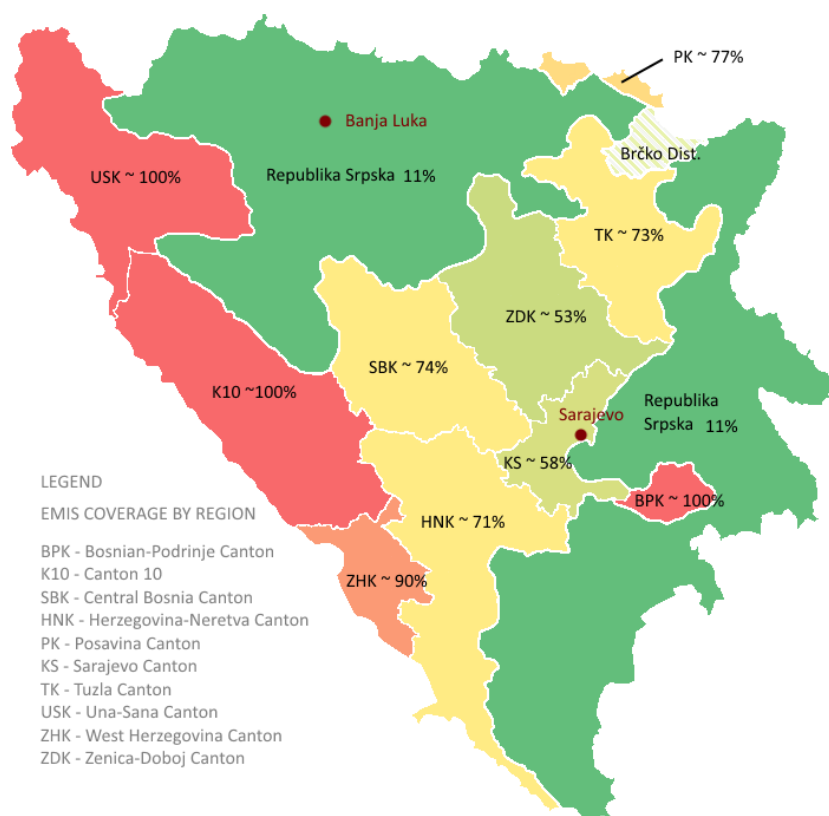 PK ~ 77%
Banja Luka
Brčko Dist.
USK ~ 100%
Republika Srpska 11%
TK ~ 73%
ZDK ~ 53%
SBK ~ 74%
K10 ~100%
Republika
Srpska 11%
Sarajevo
KS ~ 58%
LEGEND
BPK ~ 100%
EMIS COVERAGE BY REGION
HNK ~ 71%
BPK - Bosnian-Podrinje Canton
K10 - Canton 10
ZHK ~ 90%
SBK - Central Bosnia Canton
HNK - Herzegovina-Neretva Canton
PK - Posavina Canton
KS - Sarajevo Canton
TK - Tuzla Canton
USK - Una-Sana Canton
ZHK - West Herzegovina Canton
ZDK - Zenica-Doboj Canton